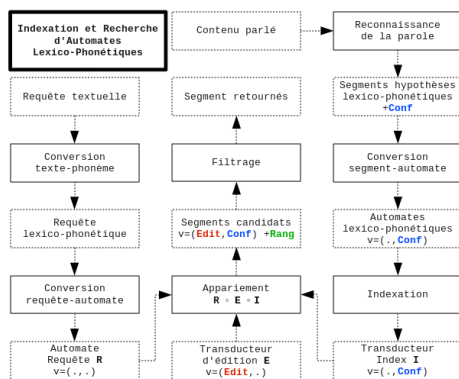 Indexation et Recherche
d'Automates
Lexico-Phonétiques
Contenu parlé
Reconnaissance
de la parole
Requête textuelle
Segment retournés
Segments hypothèses
lexico-phonétiques
+Conf
Conversion
texte-phonème
Filtrage
Conversion
segment-automate
Requête
lexico-phonétique
Segments candidats
v=(Edit,Conf) +Rang
Automates
lexico-phonétiques
v=(.,Conf)
Conversion
requête-automate
Appariement
R ∘ E ∘ I
Indexation
Automate
Requête R
v=(.,.)
Transducteur
d'édition E
v=(Edit,.)
Transducteur
Index I
v=(.,Conf)